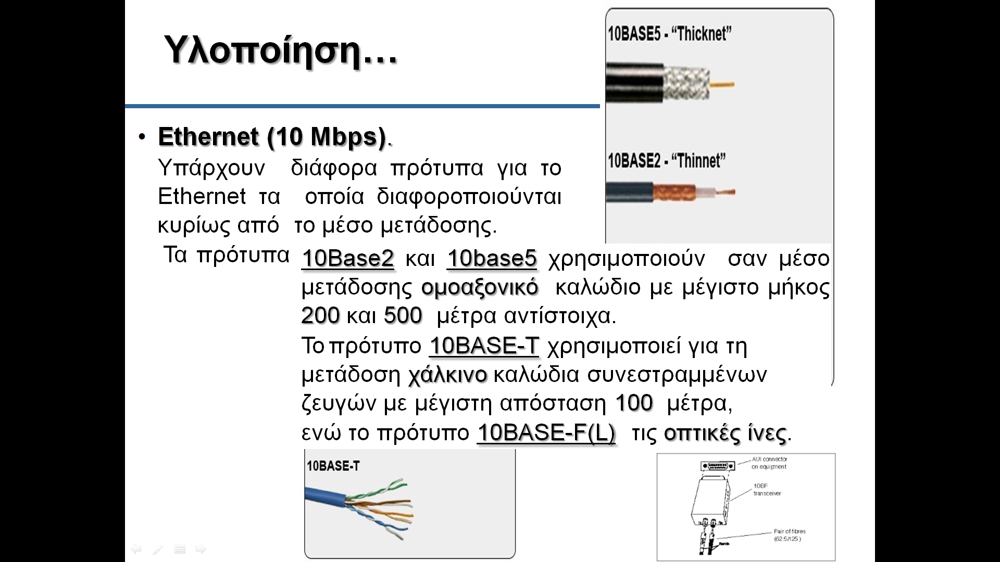 Υλοποίηση…
10BASE5 - “Thicknet”
10BASE2 - “Thinnet”
• Ethernet (10 Mbps).
Υπάρχουν διάφορα πρότυπα για το
Ethernet τα οποία διαφοροποιούνται
κυρίως από το μέσο μετάδοσης.
Τα πρότυπα 10Base2 και 10base5 χρησιμοποιούν σαν μέσο
μετάδοσης ομοαξονικό καλώδιο με μέγιστο μήκος
200 και 500 μέτρα αντίστοιχα.
Το πρότυπο 10BASE-T χρησιμοποιεί για τη
μετάδοση χάλκινο καλώδια συνεστραμμένων
ζευγών με μέγιστη απόσταση 100 μέτρα,
ενώ το πρότυπο 10BASE-F(L) τις οπτικές ίνες.
10BASE-T
AUI connector
on equipment
10BF
transceiver
Pair of fibres
(62.5/125 )